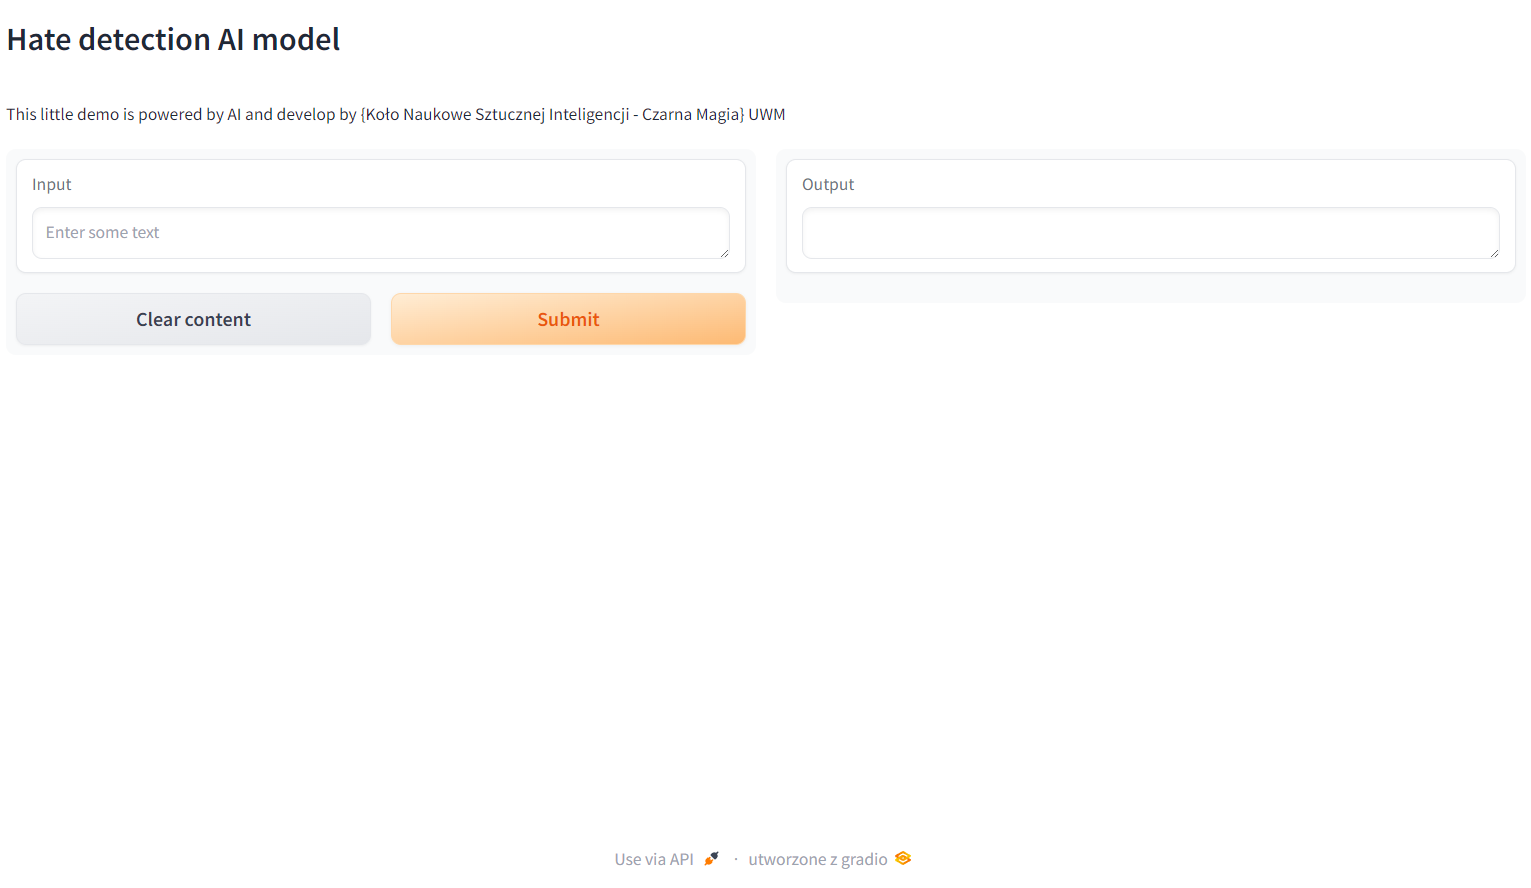 Hate detection AI model
This little demo is powered by AI and develop by {Koło Naukowe Sztucznej Inteligencji - Czarna Magia} UWM
Input
Enter some text
Clear content
Submit
Output
Use via API · utworzone z gradio